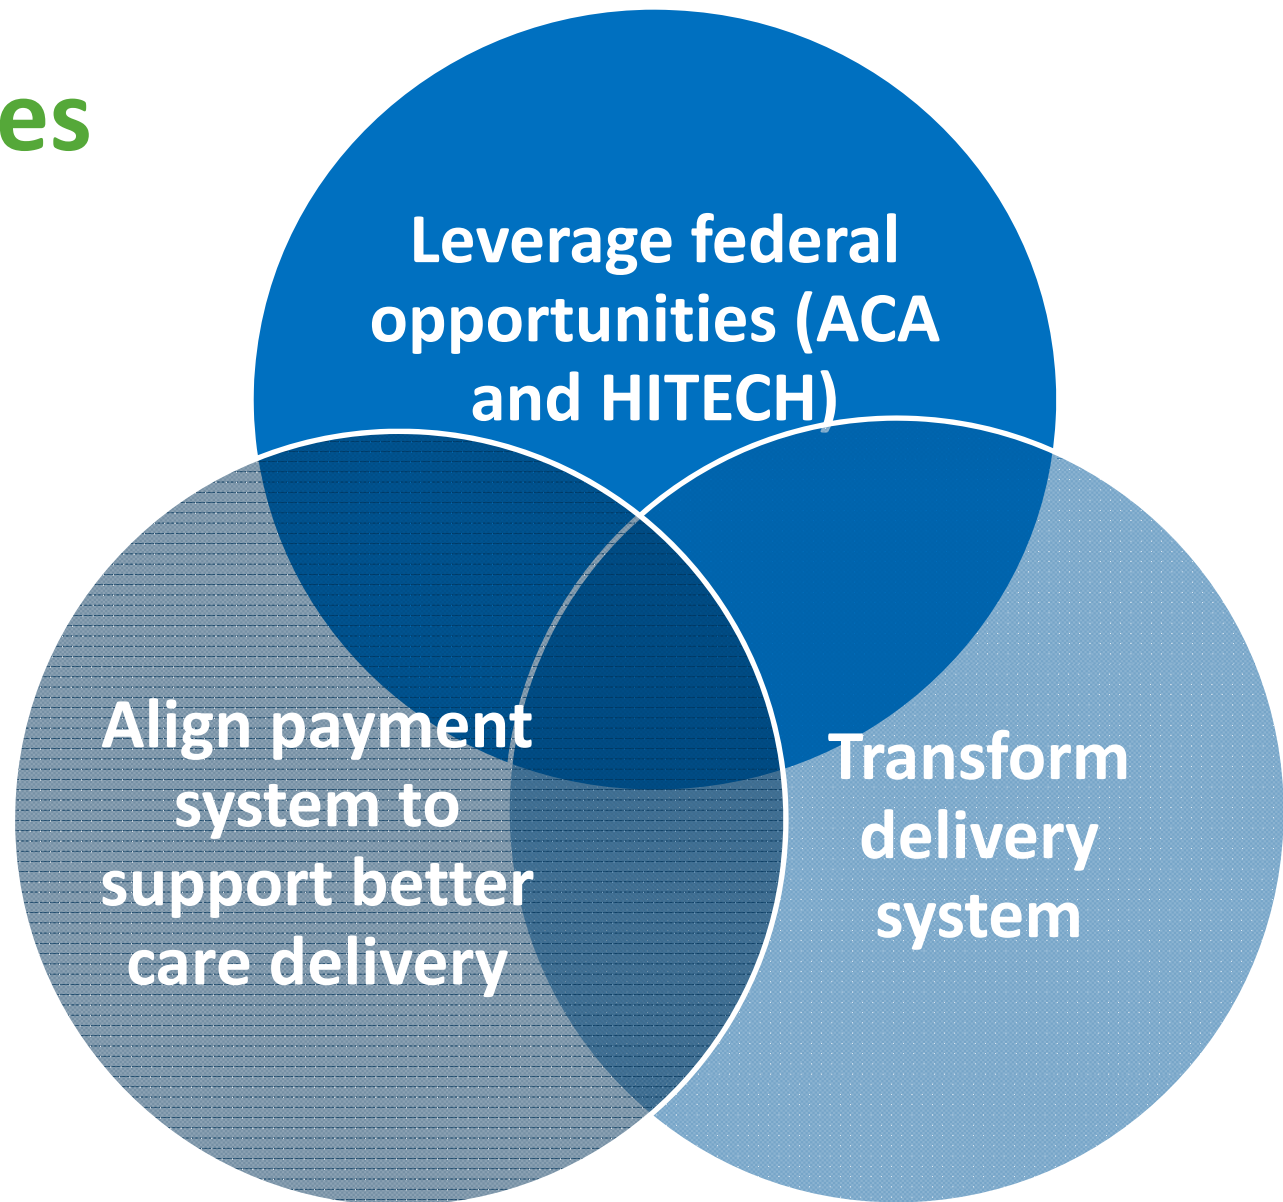 es
Leverage federal
opportunities (ACA
and HITECH)
Align payment
system to
support better
care delivery
Transform
delivery
system